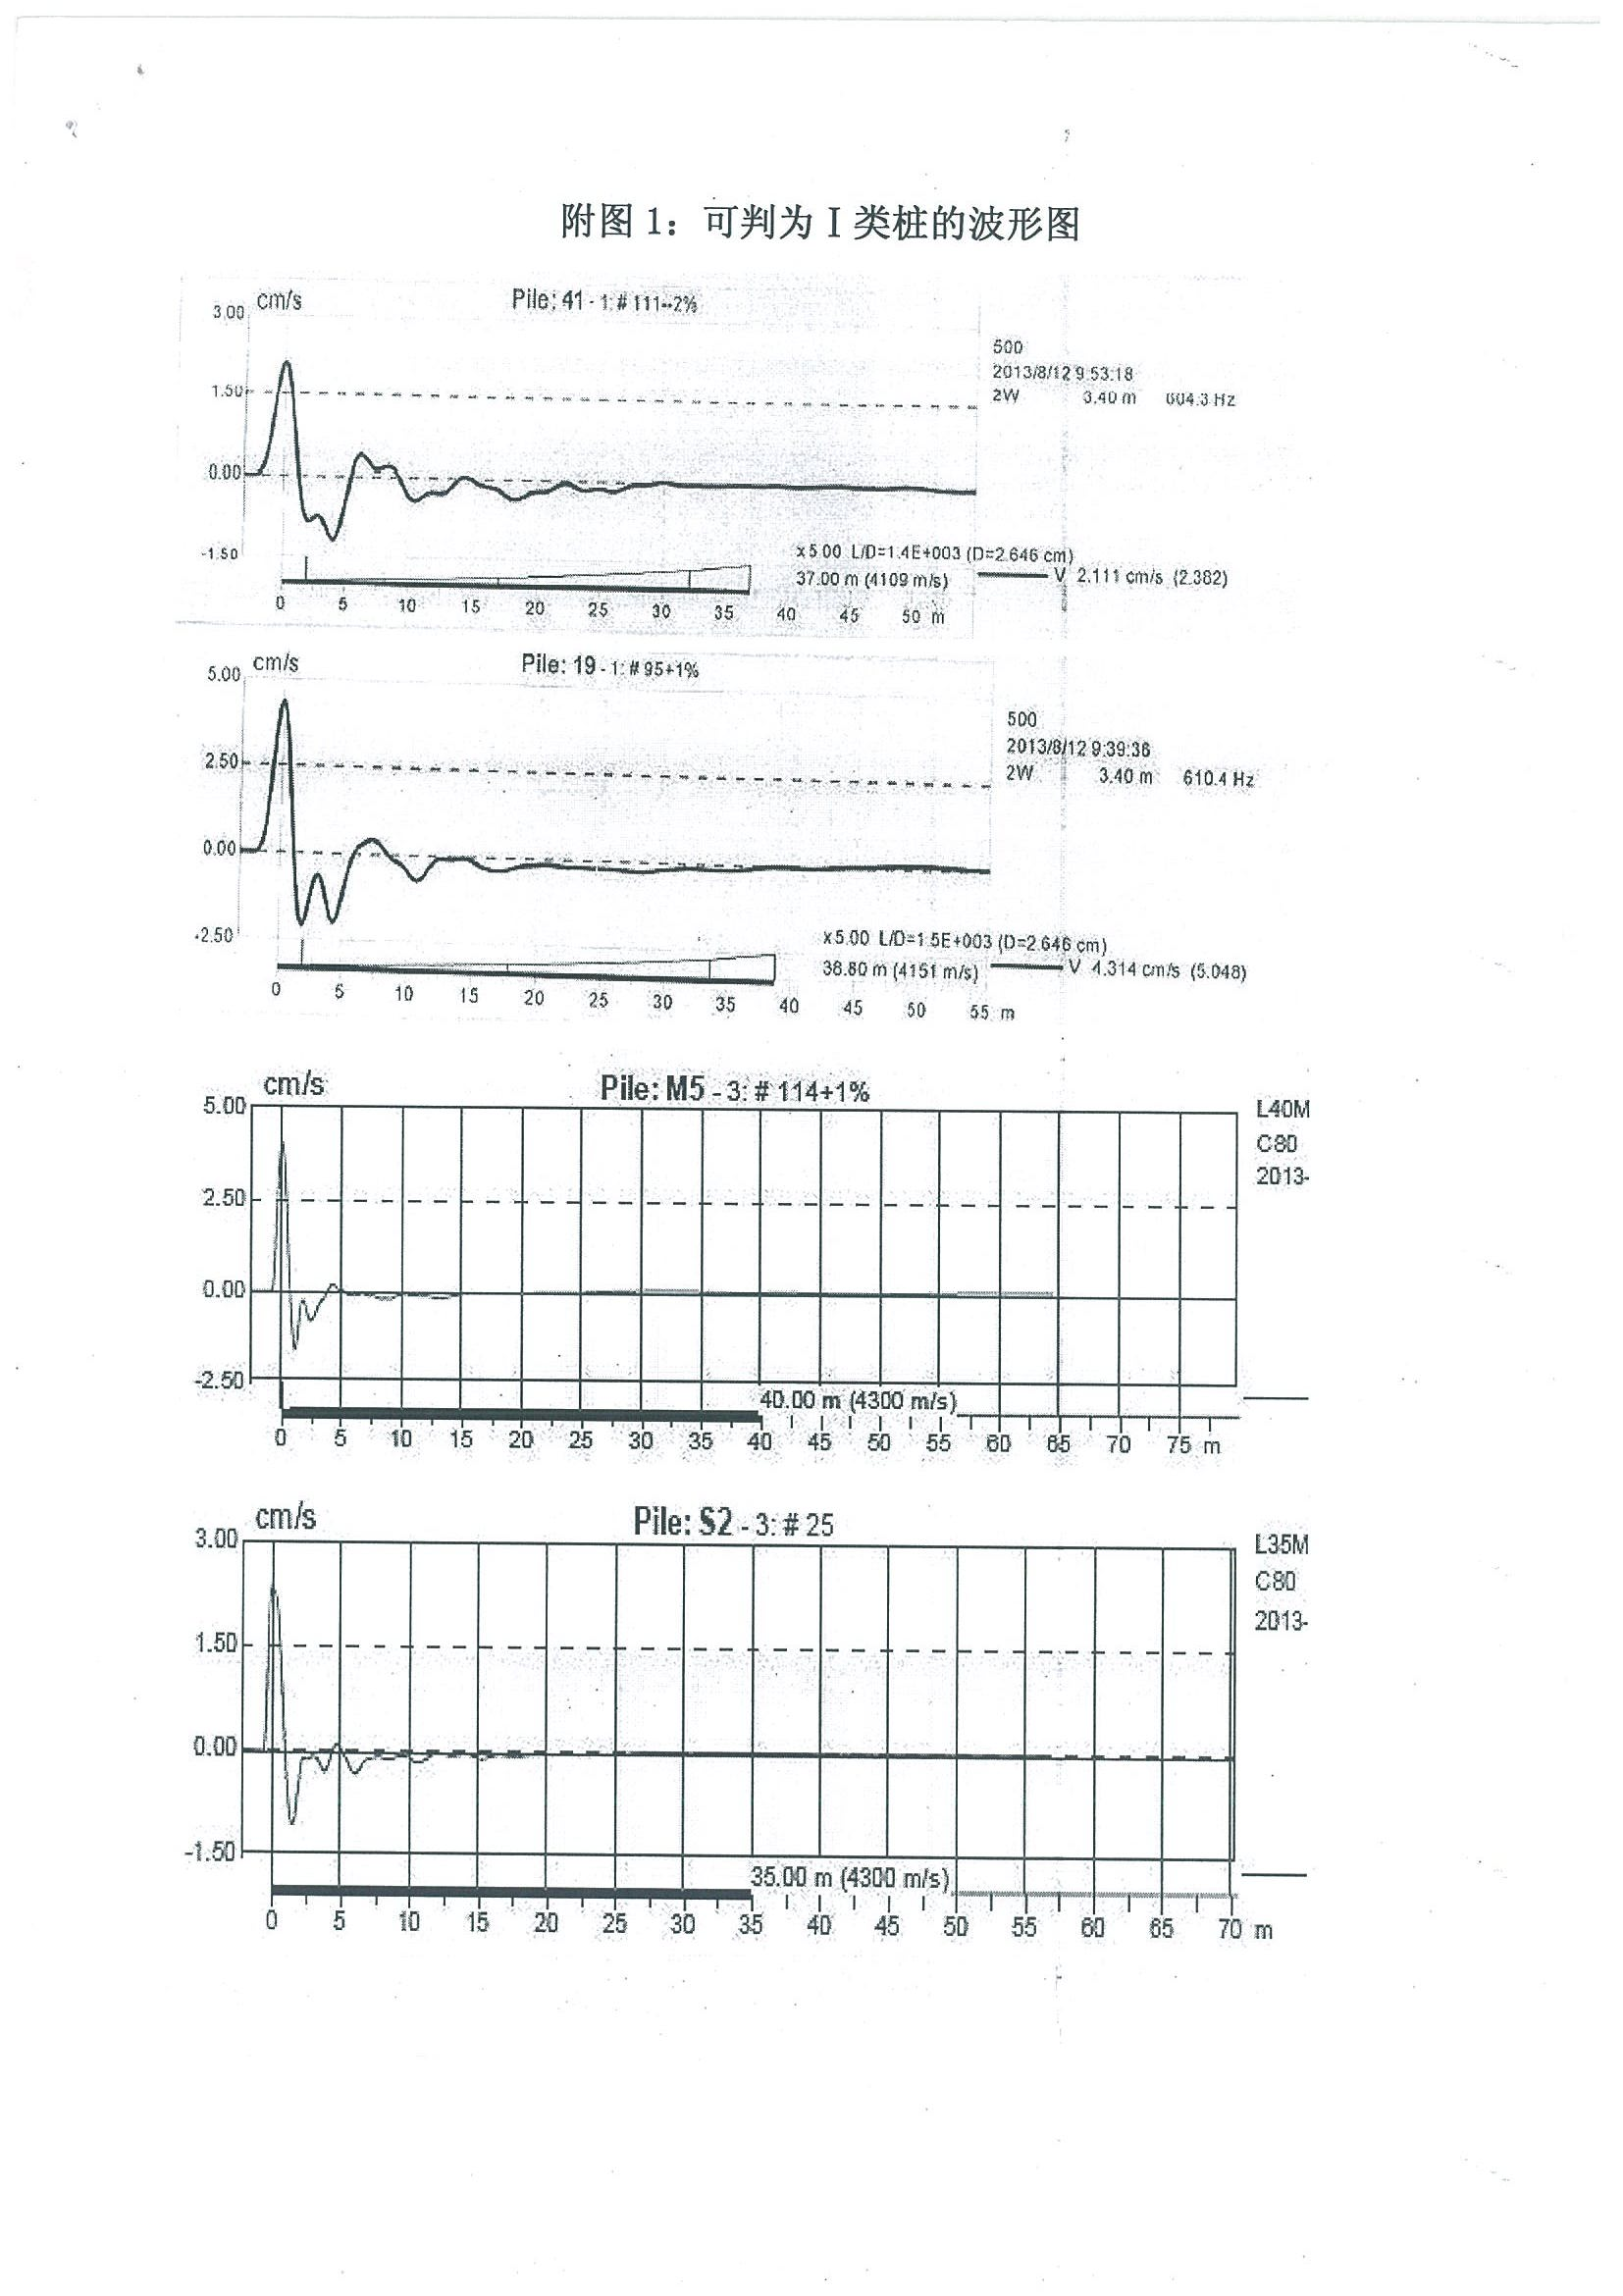 附图 1：可判为 I 类桩的波形图
cm/s
Pile: 41 - 1: # 111--2%
3.00
1.50
0.00
-1.50
500
2013/8/12 9:53:18
2W 3.40 m 604.3 Hz
x 5.00 L/D=1.4E+003 (D=2.646 cm)
37.00 m (4109 m/s)
V 2.111 cm/s (2.382)
0 5 10 15 20 25 30 35 40 45 50 m
cm/s
Pile: 19 - 1: # 95+1%
5.00
2.50
0.00
-2.50
500
2013/8/12 9:39:36
2W 3.40 m 610.4 Hz
x 5.00 L/D=1.5E+003 (D=2.646 cm)
38.80 m (4151 m/s)
V 4.314 cm/s (5.048)
0 5 10 15 20 25 30 35 40 45 50 55 m
cm/s
Pile: M5 - 3: # 114+1%
5.00
2.50
0.00
-2.50
L40M
C80
2013-
40.00 m (4300 m/s)
0 5 10 15 20 25 30 35 40 45 50 55 60 65 70 75 m
cm/s
Pile: S2 - 3: # 25
3.00
1.50
0.00
-1.50
L35M
C80
2013-
35.00 m (4300 m/s)
0 5 10 15 20 25 30 35 40 45 50 55 60 65 70 m